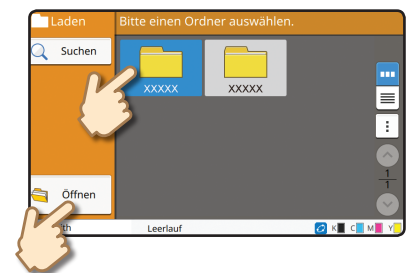 Laden
Bitte einen Ordner auswählen.
Suchen
XXXXX
XXXXX
1
1
Öffnen
Leerlauf
K C M Y